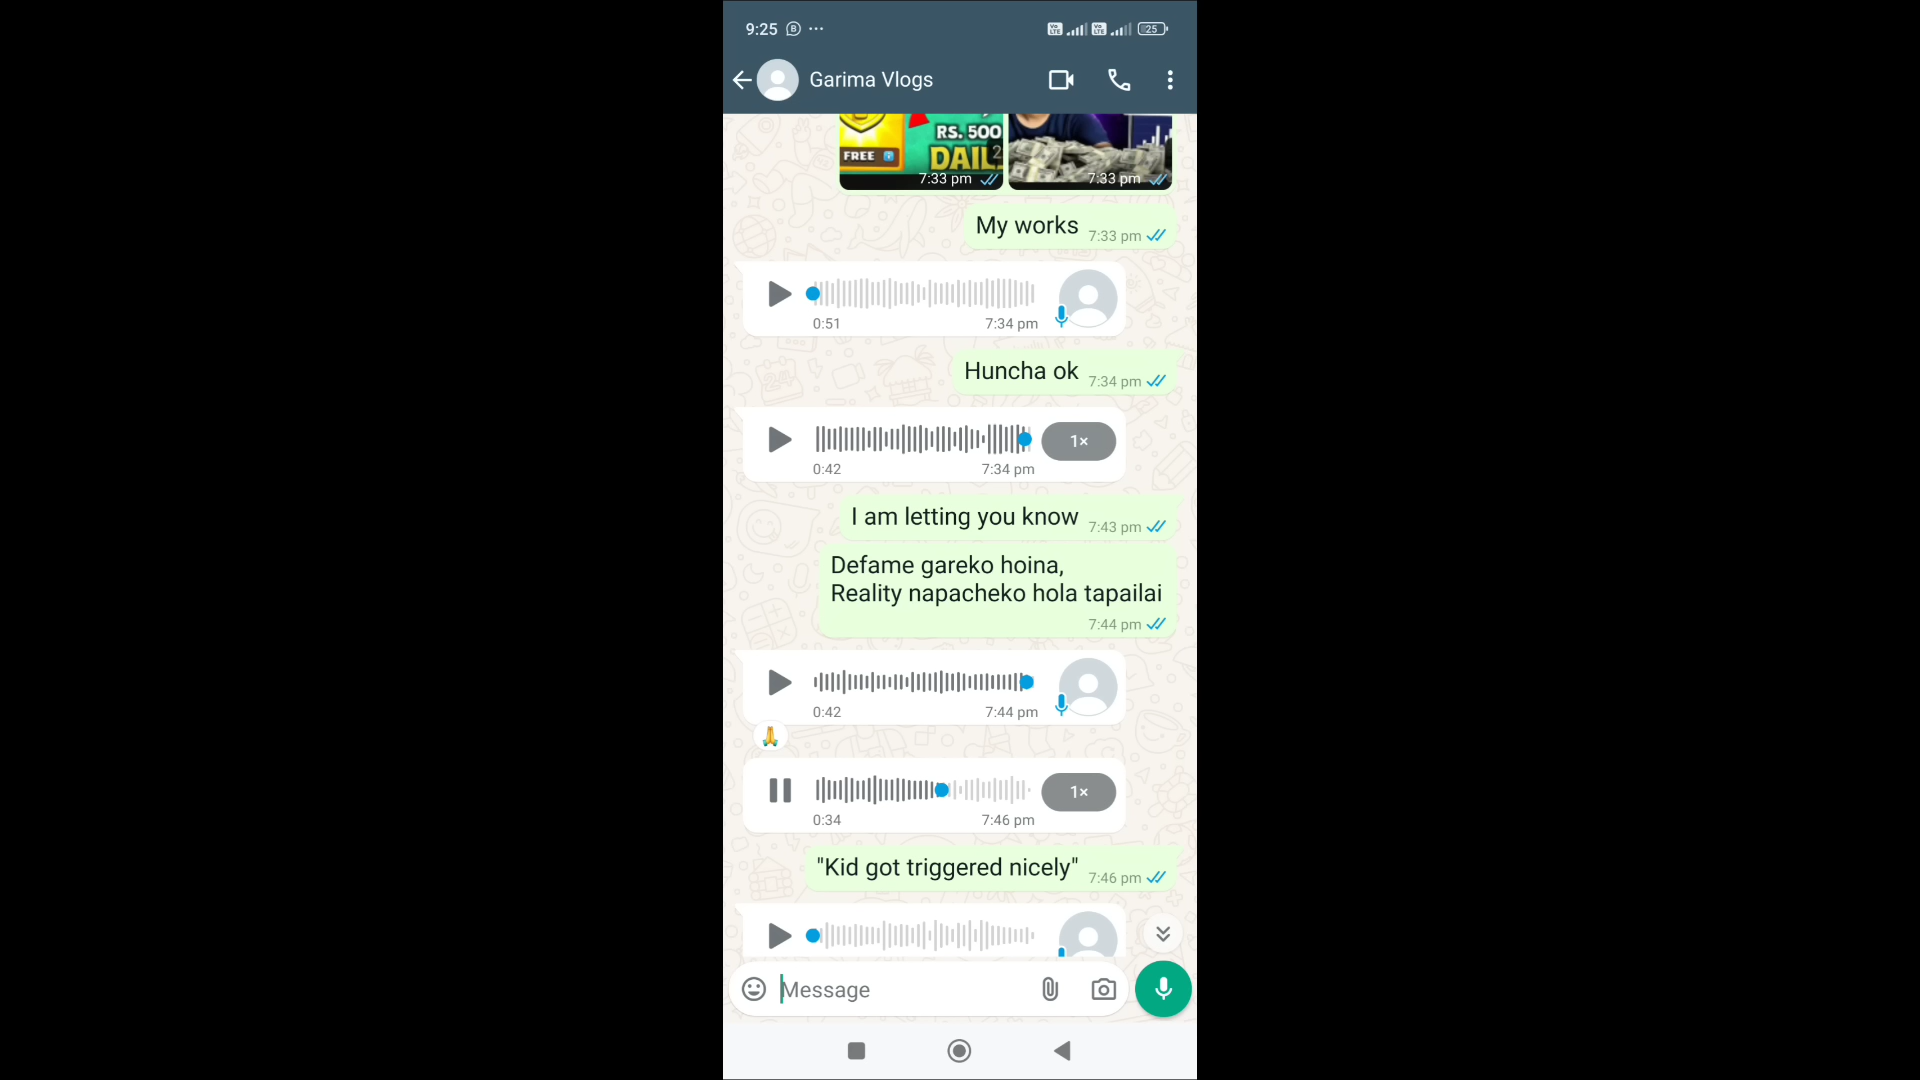 9:25
25
Garima Vlogs
RS. 500
FREE
DAIL
2
7:33 pm
7:33 pm
My works
7:33 pm
0:51
7:34 pm
Huncha ok
7:34 pm
1×
0:42
7:34 pm
I am letting you know
7:43 pm
Defame gareko hoina,
Reality napacheko hola tapailai
7:44 pm
0:42
7:44 pm
1×
0:34
7:46 pm
"Kid got triggered nicely"
7:46 pm
Message